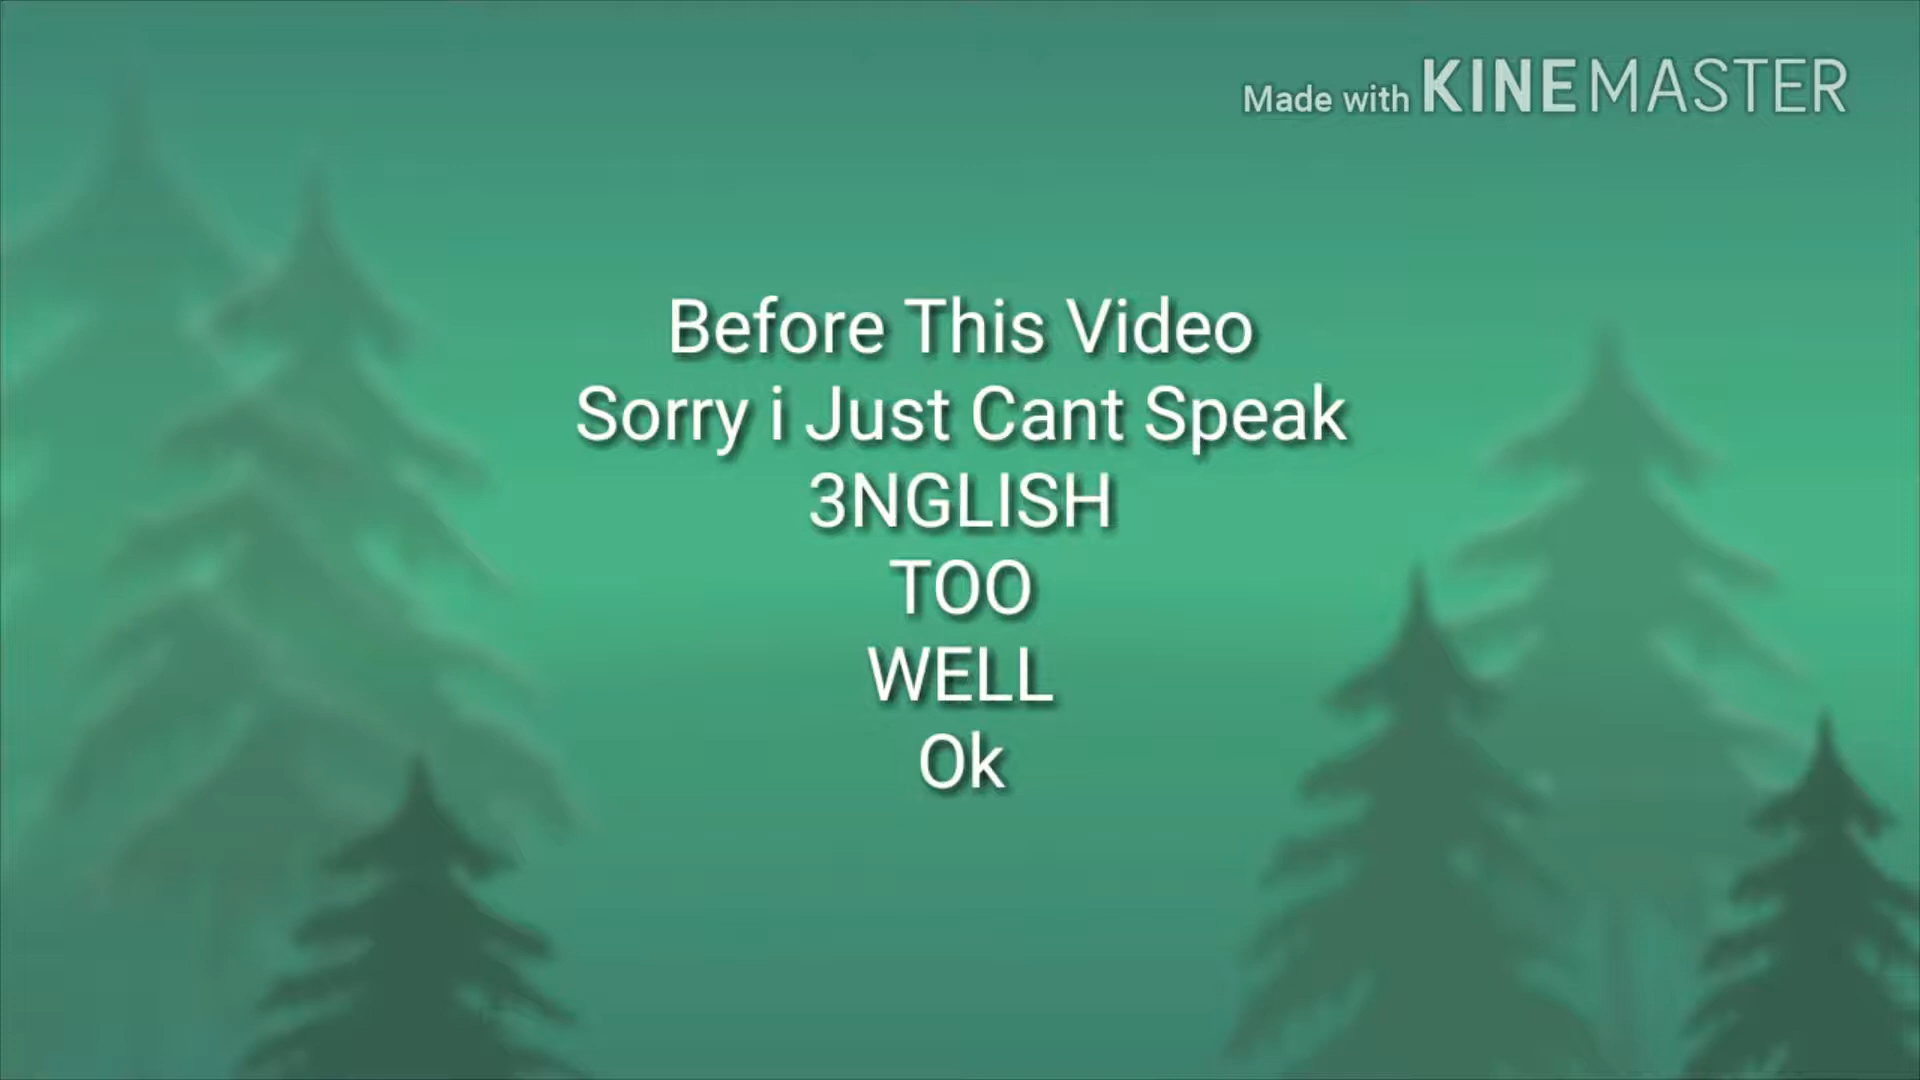 Made with KINEMASTER
Before This Video
Sorry i Just Cant Speak
3NGLISH
TOO
WELL
Ok